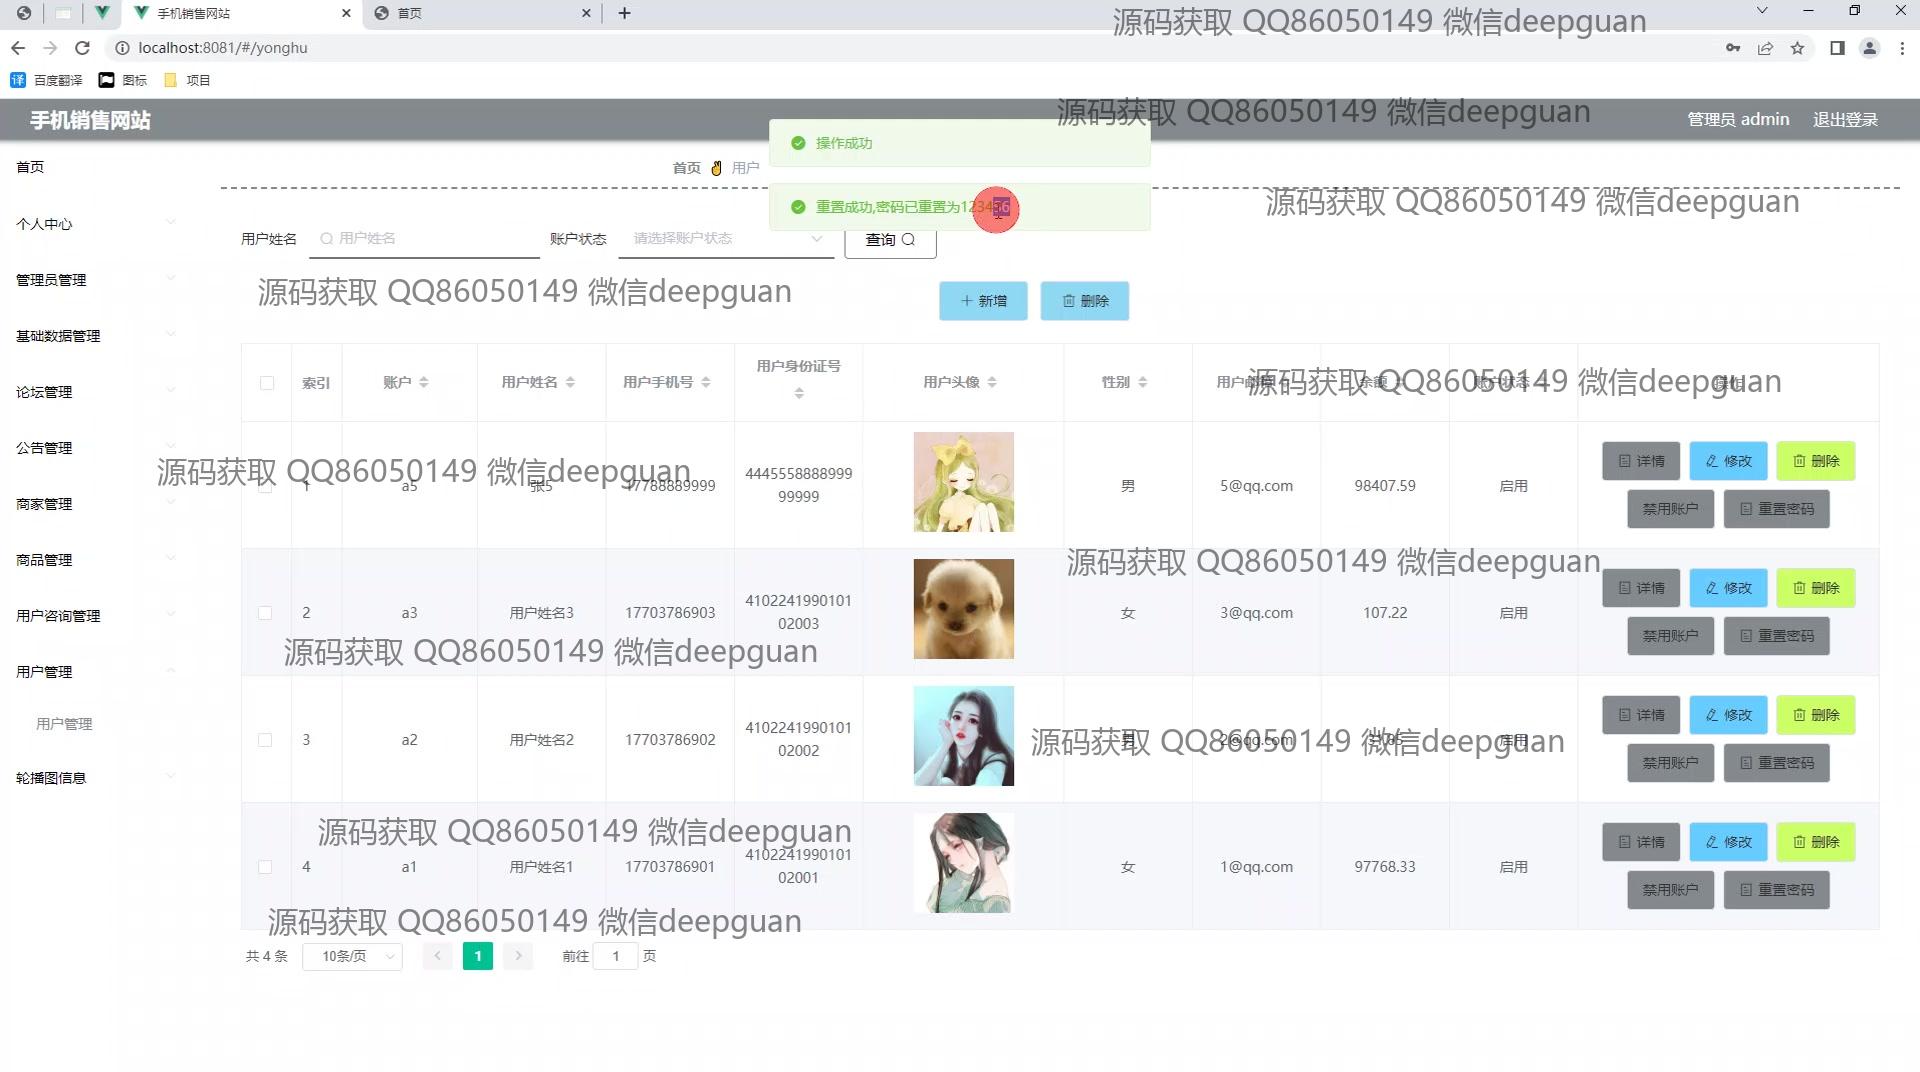 手机销售网站
首页
localhost:8081/#/yonghu
百度翻译 图标 项目
源码获取 QQ86050149 微信deepguan
手机销售网站
源码获取 QQ86050149 微信deepguan
管理员 admin 退出登录
操作成功
首页 用户
重置成功,密码已重置为123456
源码获取 QQ86050149 微信deepguan
用户姓名 用户姓名 账户状态 请选择账户状态 查询
源码获取 QQ86050149 微信deepguan
新增 删除
首页
个人中心
管理员管理
基础数据管理
论坛管理
公告管理
商家管理
商品管理
用户咨询管理
用户管理
用户管理
轮播图信息
索引 账户 用户姓名 用户手机号 用户身份证号 用户头像 性别 余额 账户状态 操作
源码获取 QQ86050149 微信deepguan
源码获取 QQ86050149 微信deepguan
1 a5 张5 17788889999 4445558888999
99999 男 5@qq.com 98407.59 启用
详情 修改 删除
禁用账户 重置密码
源码获取 QQ86050149 微信deepguan
2 a3 用户姓名3 17703786903 4102241990101
02003 女 3@qq.com 107.22 启用
详情 修改 删除
禁用账户 重置密码
源码获取 QQ86050149 微信deepguan
3 a2 用户姓名2 17703786902 4102241990101
02002 男 2@qq.com 启用
源码获取 QQ86050149 微信deepguan
详情 修改 删除
禁用账户 重置密码
源码获取 QQ86050149 微信deepguan
4 a1 用户姓名1 17703786901 4102241990101
02001 女 1@qq.com 97768.33 启用
详情 修改 删除
禁用账户 重置密码
源码获取 QQ86050149 微信deepguan
共 4 条 10条/页 1 前往 1 页